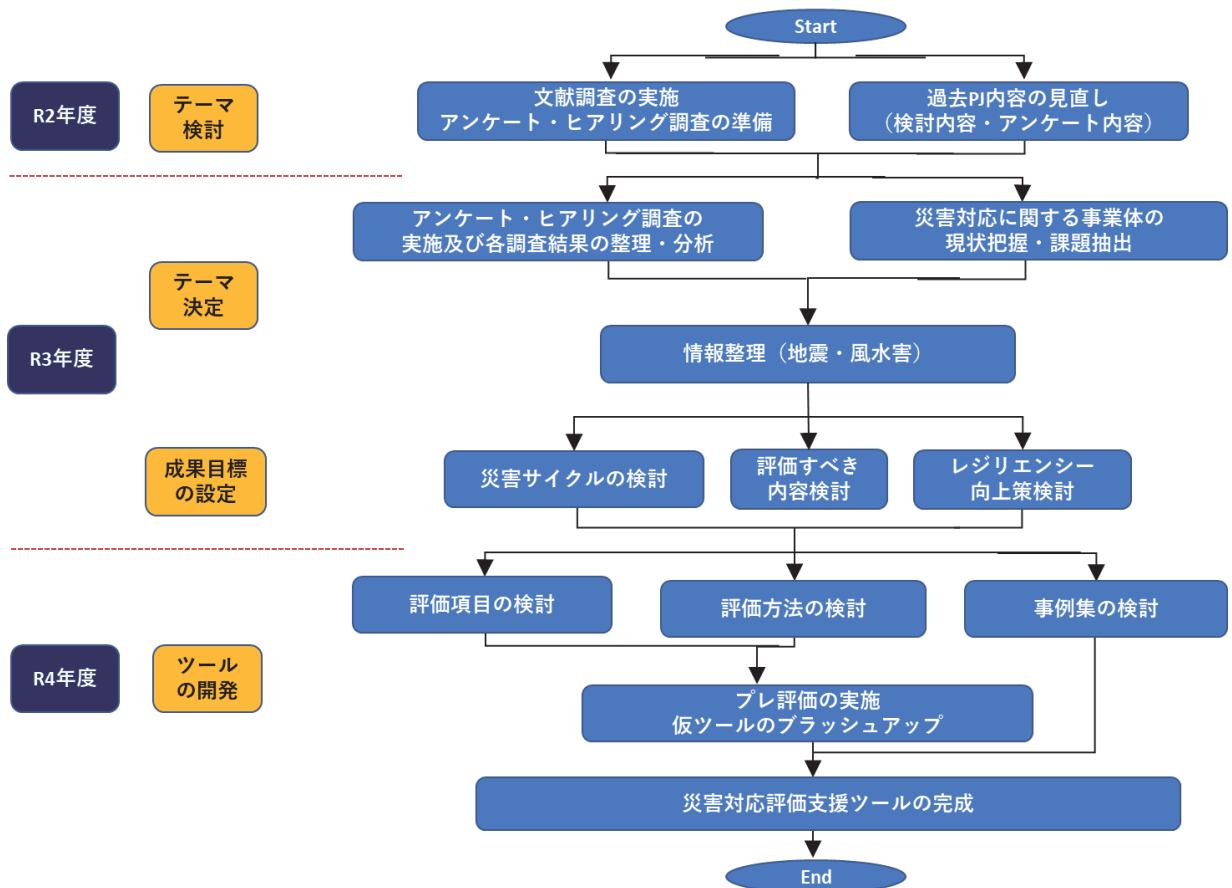 Start
R2年度
テーマ
検討
文献調査の実施
アンケート・ヒアリング調査の準備
過去PJ内容の見直し
（検討内容・アンケート内容）
アンケート・ヒアリング調査の
実施及び各調査結果の整理・分析
災害対応に関する事業体の
現状把握・課題抽出
テーマ
決定
R3年度
情報整理（地震・風水害）
成果目標
の設定
災害サイクルの検討
評価すべき
内容検討
レジリエンシー
向上策検討
評価項目の検討
評価方法の検討
事例集の検討
R4年度
ツール
の開発
プレ評価の実施
仮ツールのブラッシュアップ
災害対応評価支援ツールの完成
End